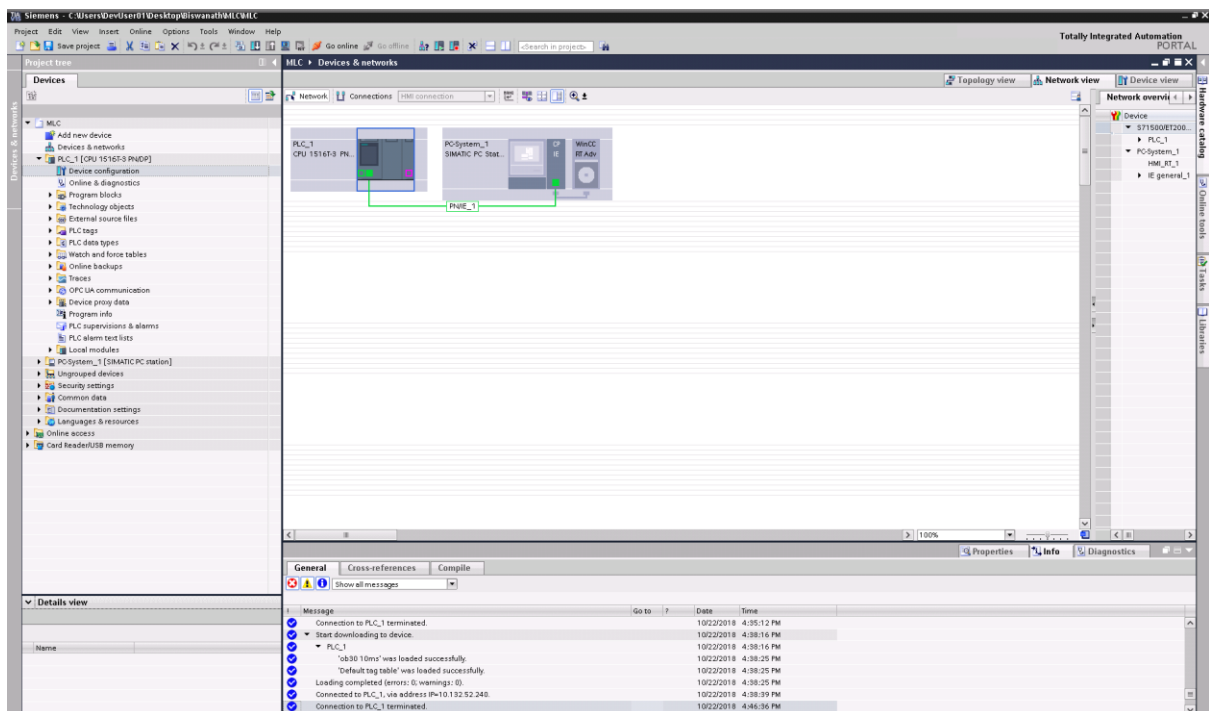 Siemens - C:\Users\DevUser01\Desktop\Biswanath\MLC\MLC
Project Edit View Insert Online Options Tools Window Help
Totally Integrated Automation
PORTAL
Save project
Go online
Go offline
<Search in project>
Project tree
MLC ▸ Devices & networks
Devices
Topology view
Network view
Device view
Network
Connections
HMI connection
Network overvi
Devices & networks
MLC
Add new device
Devices & networks
PLC_1 [CPU 1516T-3 PN/DP]
Device configuration
Online & diagnostics
Program blocks
Technology objects
External source files
PLC tags
PLC data types
Watch and force tables
Online backups
Traces
OPC UA communication
Device proxy data
Program info
PLC supervisions & alarms
PLC alarm text lists
Local modules
PC-System_1 [SIMATIC PC station]
Ungrouped devices
Security settings
Common data
Documentation settings
Languages & resources
Online access
Card Reader/USB memory
PLC_1
CPU 1516T-3 PN...
PC-System_1
SIMATIC PC Stat...
CP
IE
WinCC
RT Adv
PN/IE_1
Device
S71500/ET200...
PLC_1
PC-System_1
HMI_RT_1
IE general_1
Hardware catalog
Online tools
Tasks
Libraries
100%
Properties
Info
Diagnostics
General
Cross-references
Compile
Show all messages
! Message Go to ? Date Time
Connection to PLC_1 terminated. 10/22/2018 4:35:12 PM
Start downloading to device. 10/22/2018 4:38:16 PM
PLC_1 10/22/2018 4:38:16 PM
'ob30 10ms' was loaded successfully. 10/22/2018 4:38:25 PM
'Default tag table' was loaded successfully. 10/22/2018 4:38:25 PM
Loading completed (errors: 0; warnings: 0). 10/22/2018 4:38:25 PM
Connected to PLC_1, via address IP=10.132.52.240. 10/22/2018 4:38:39 PM
Connection to PLC_1 terminated. 10/22/2018 4:46:36 PM
Details view
Name